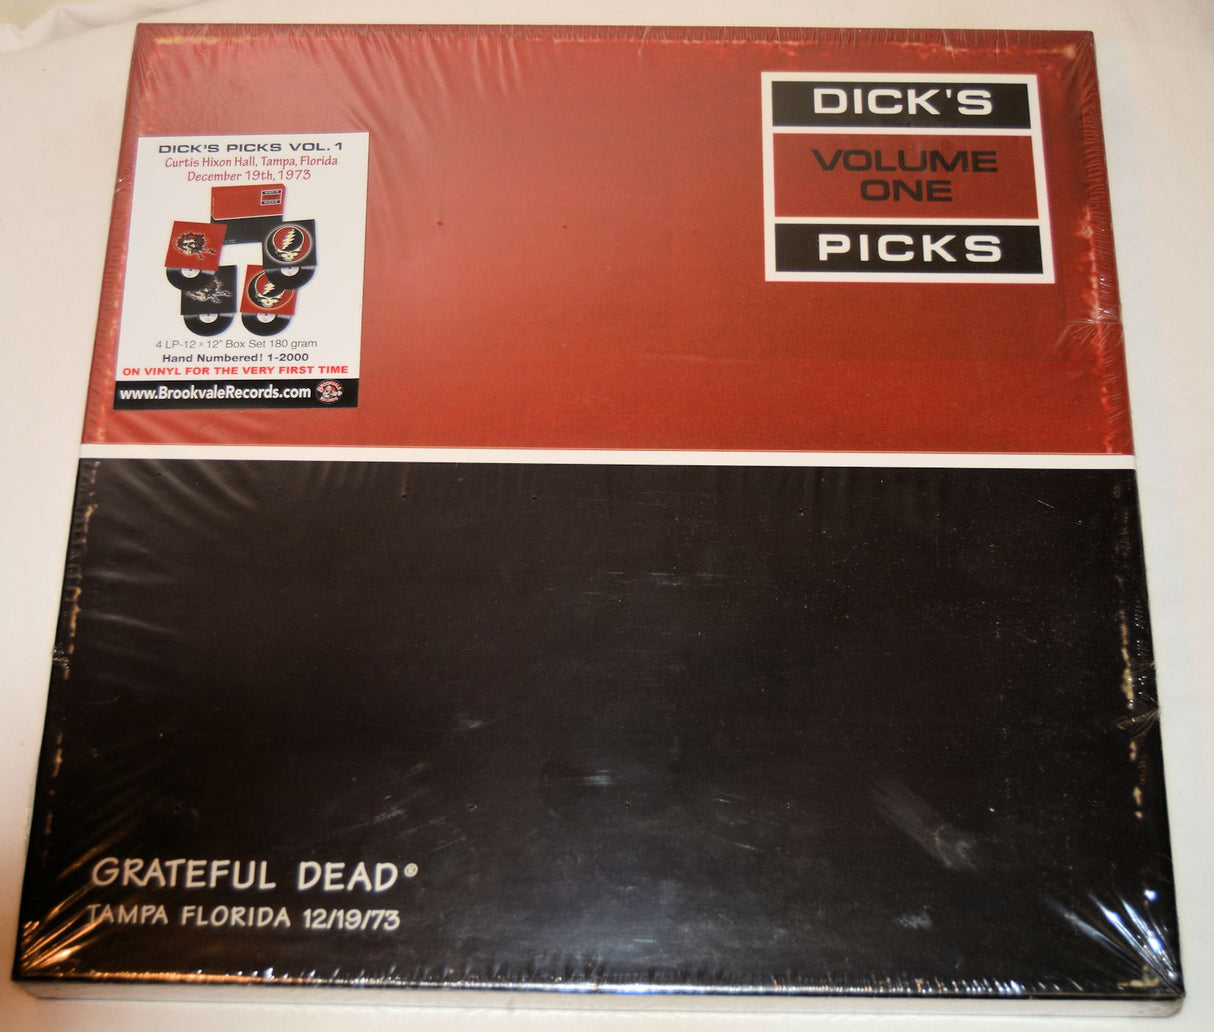 DICK'S
VOLUME
ONE
PICKS
DICK'S PICKS VOL. 1
Curtis Hixon Hall, Tampa, Florida
December 19th, 1973
4 LP-12 x 12" Box Set 180 gram
Hand Numbered! 1-2000
ON VINYL FOR THE VERY FIRST TIME
www.BrookvaleRecords.com
GRATEFUL DEAD®
TAMPA FLORIDA 12/19/73